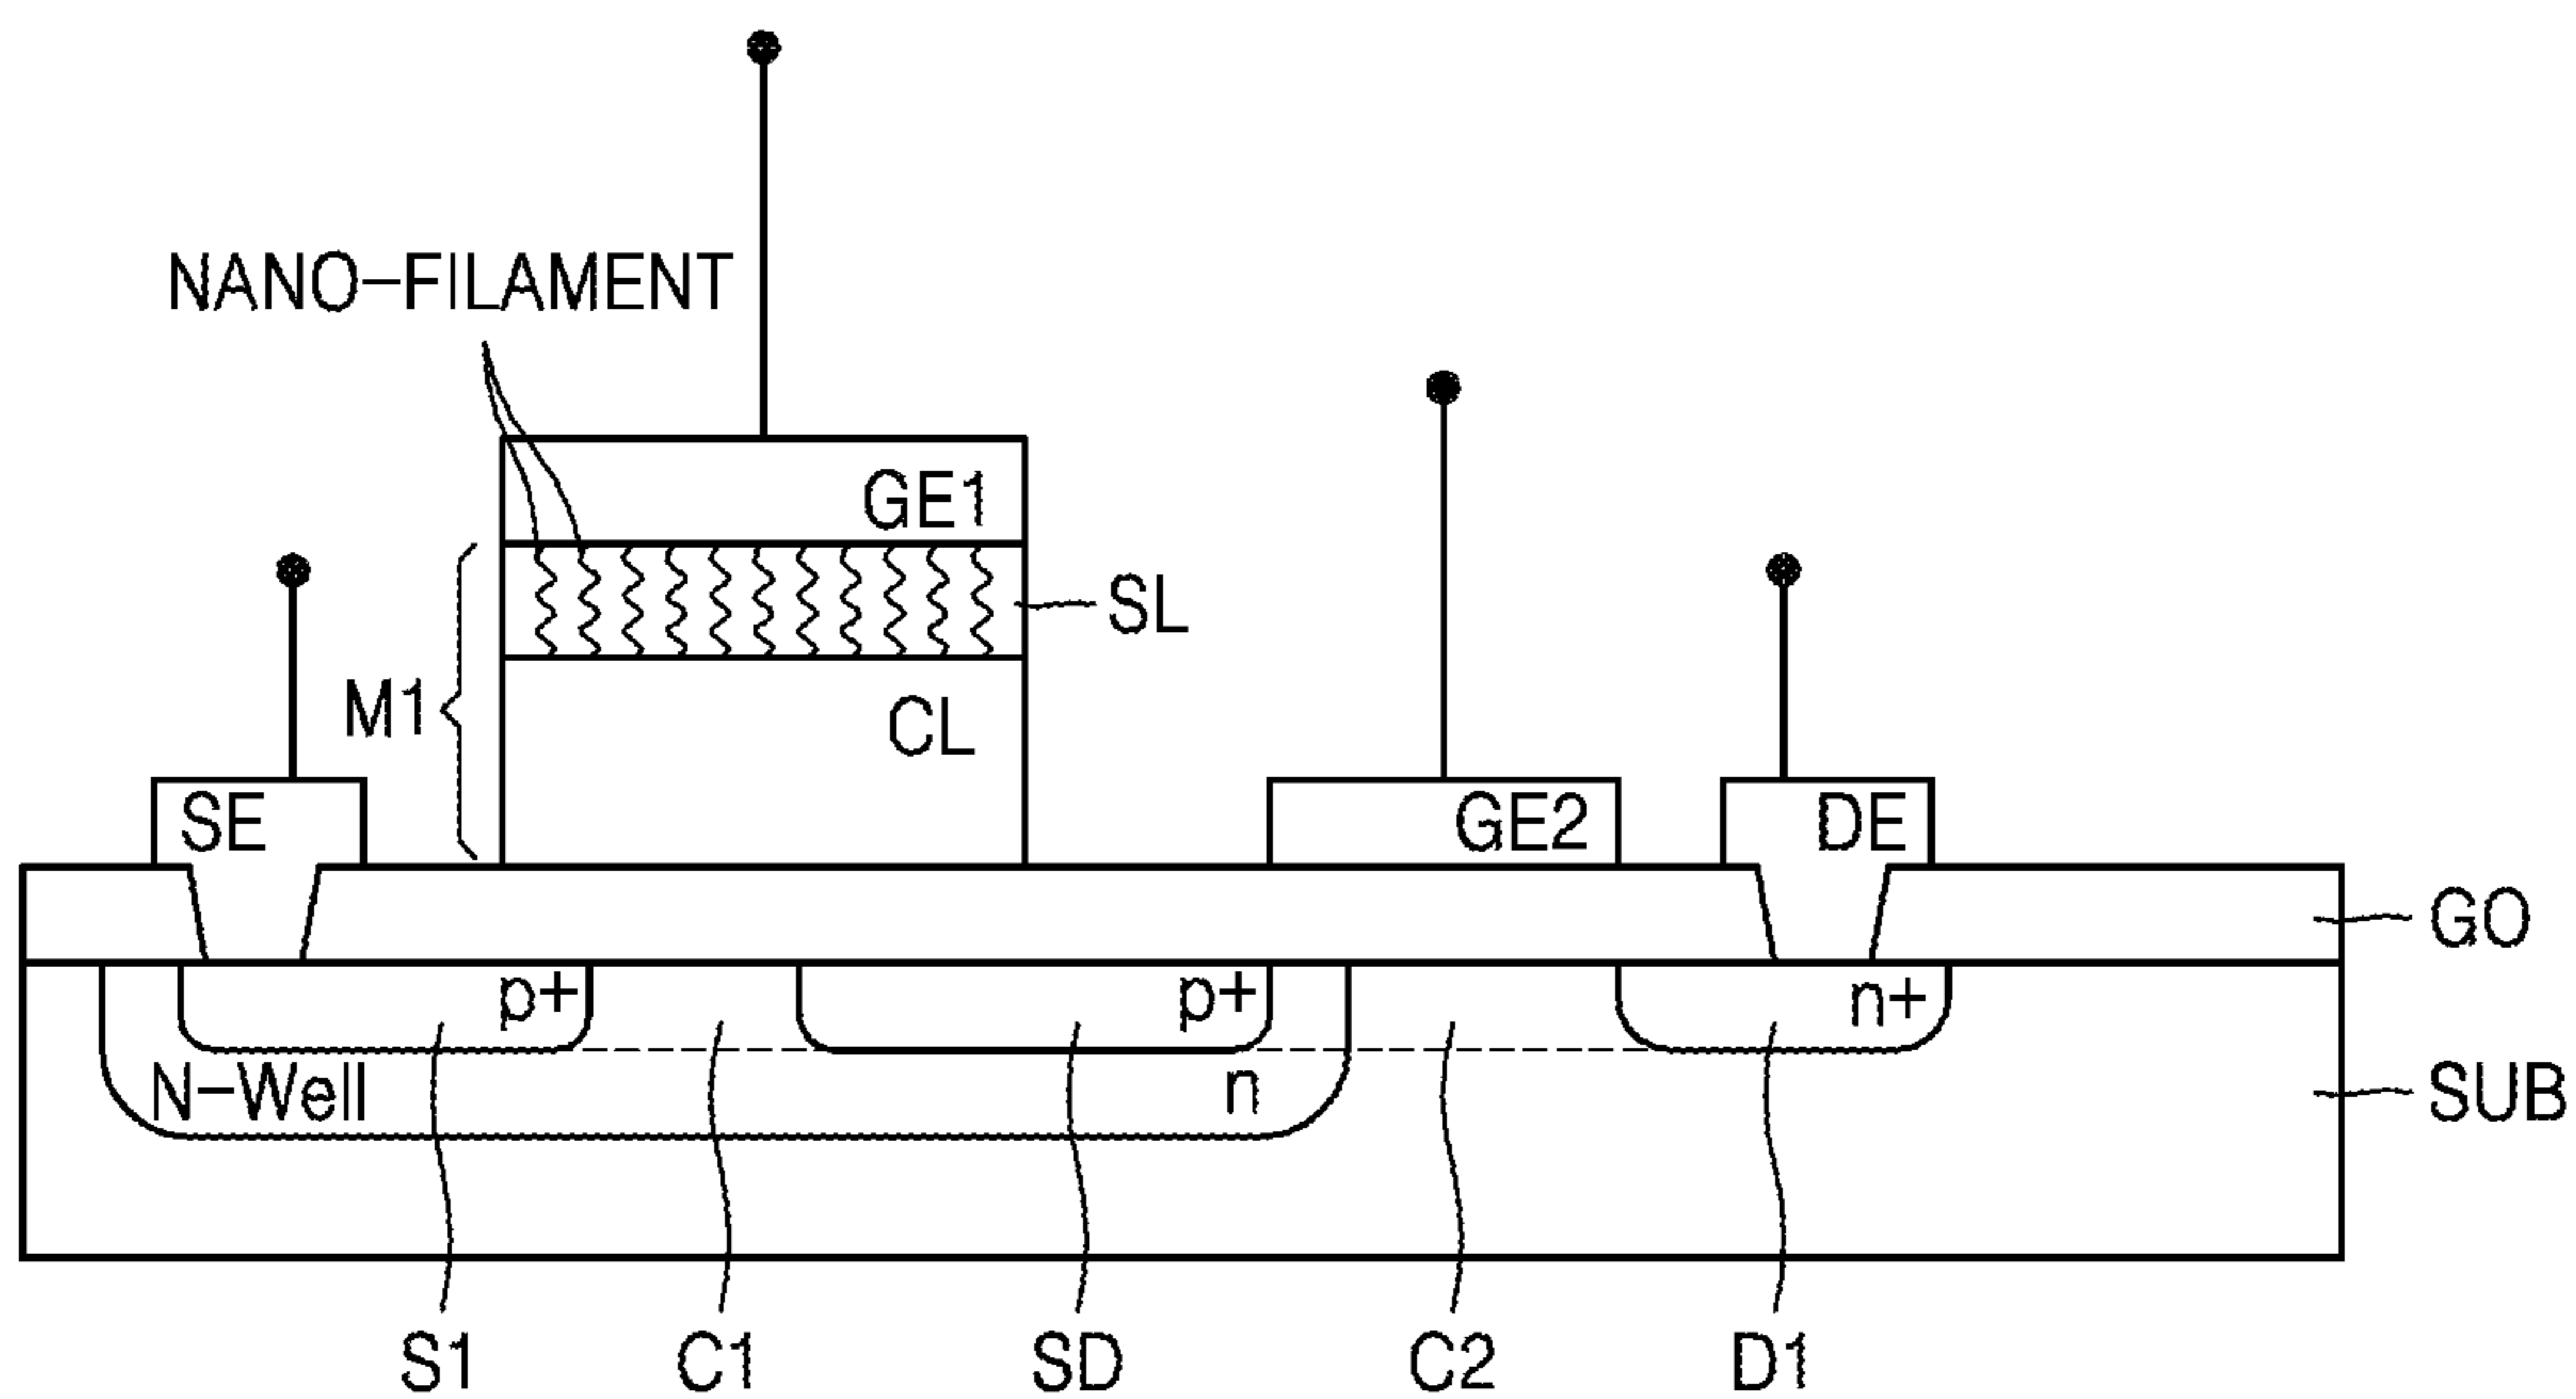 NANO-FILAMENT
GE1
SL
M1
CL
SE
GE2
DE
GO
p+
p+
n+
N-Well
n
SUB
S1
C1
SD
C2
D1